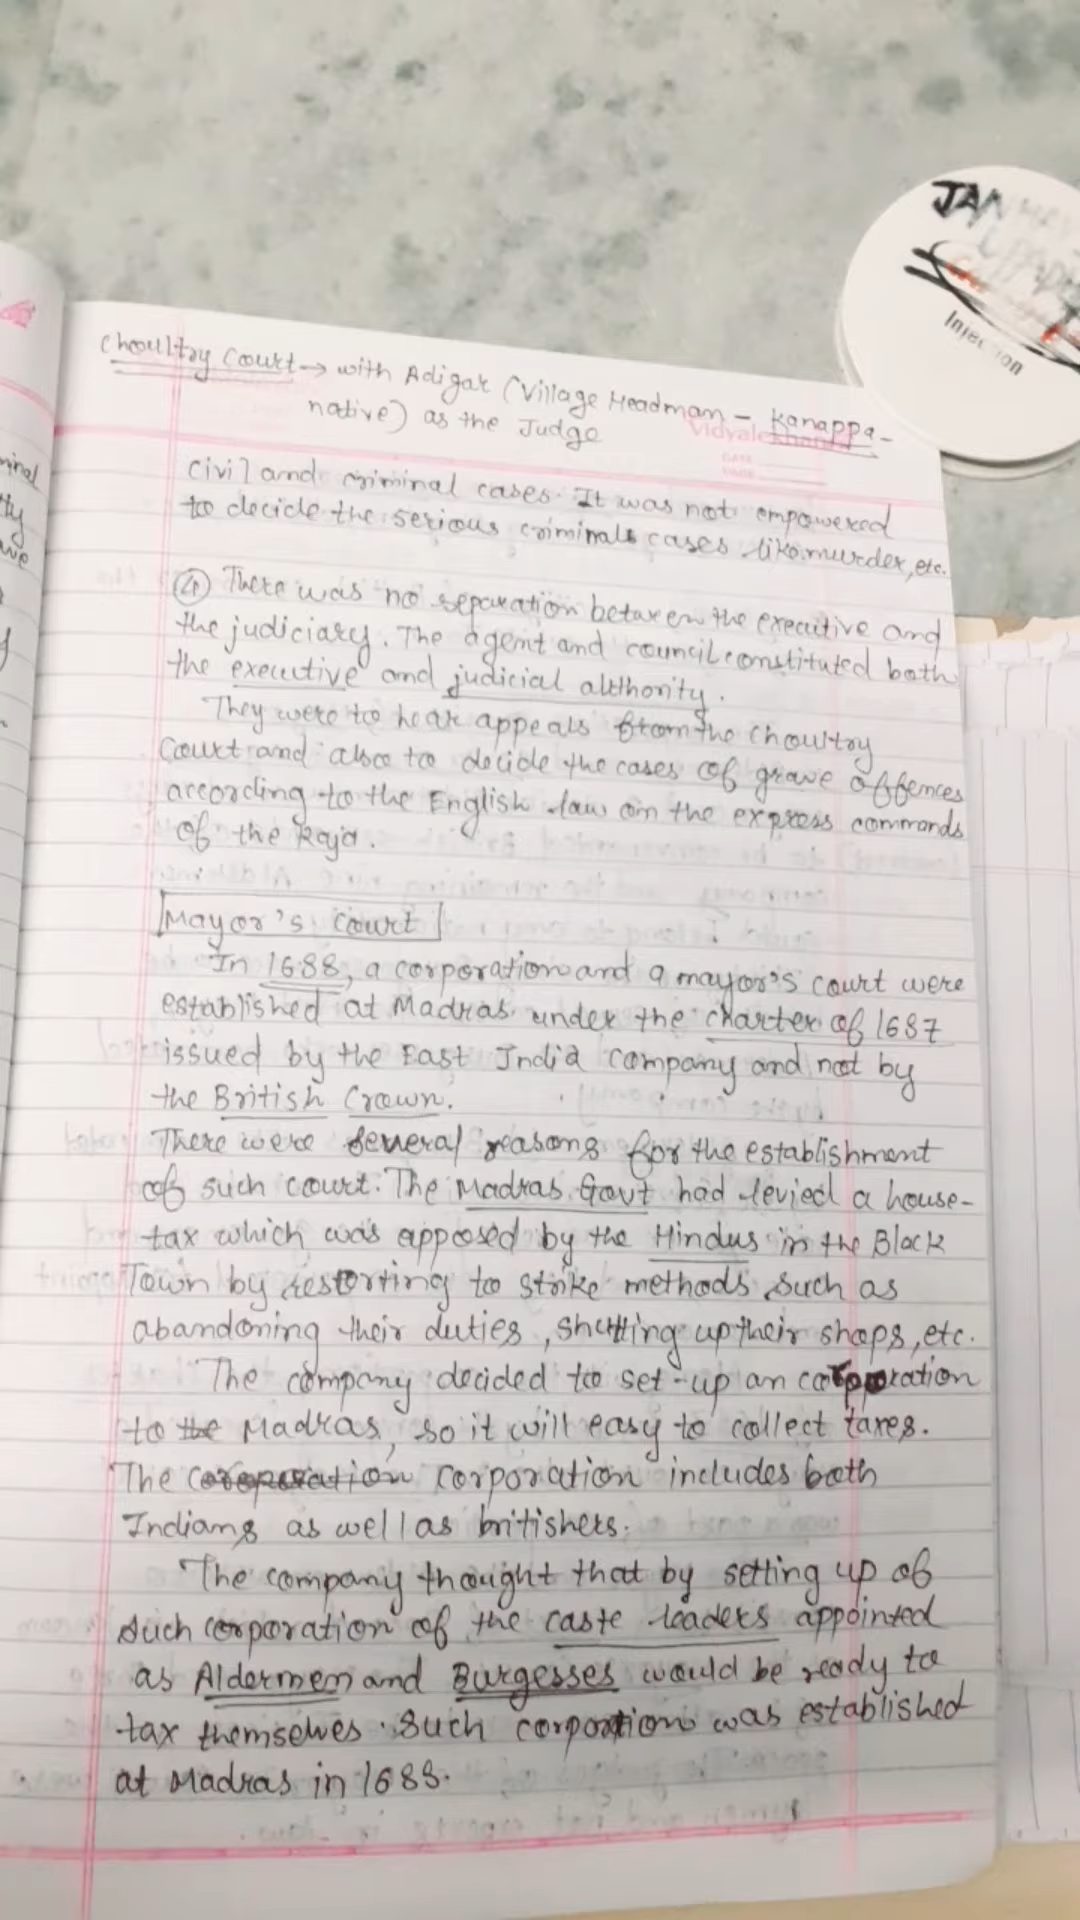 Choultry Court → with Adigar (Village Headman - Kanappa -
native) as the Judge
Vidyalekhan
DATE
civil and criminal cases. It was not empowered
to decide the serious criminals cases like murder, etc.
④ There was no separation between the executive and
the judiciary. The agent and council constituted both
the executive and judicial authority.
They were to hear appeals from the Choultry
Court and also to decide the cases of grave offences
according to the English law on the express commands
of the Raja.
Mayor's Court
In 1688, a corporation and a mayor's court were
established at Madras under the charter of 1687
issued by the East India Company and not by
the British Crown.
There were several reasons for the establishment
of such court. The Madras Govt had levied a house-
tax which was opposed by the Hindus in the Black
Town by restorting to strike methods such as
abandoning their duties, shutting up their shops, etc.
The company decided to set-up an corporation
to the Madras, so it will easy to collect taxes.
The corporation corporation includes both
Indians as well as britishers.
The company thought that by setting up of
such corporation of the caste leaders appointed
as Aldermen and Burgesses would be ready to
tax themselves. Such corporation was established
at Madras in 1688.
JAN
Injection